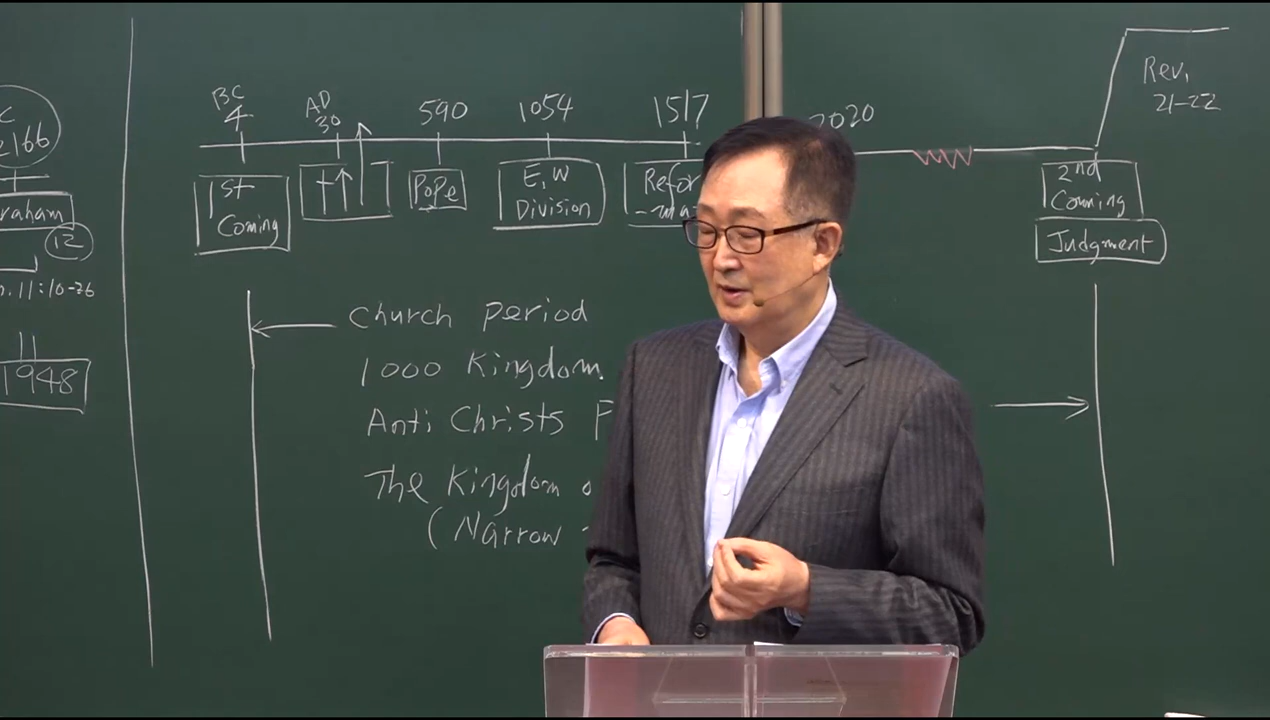 2166
raham
12
11:10-26
1948
BC
4
AD
30
590
1054
1517
2020
Rev.
21-22
1st
Coming
Pope
E,W
Division
Refor
-ma
2nd
Coming
Judgment
Church period
1000 Kingdom.
Anti Christs P
The Kingdom o
(Narrow